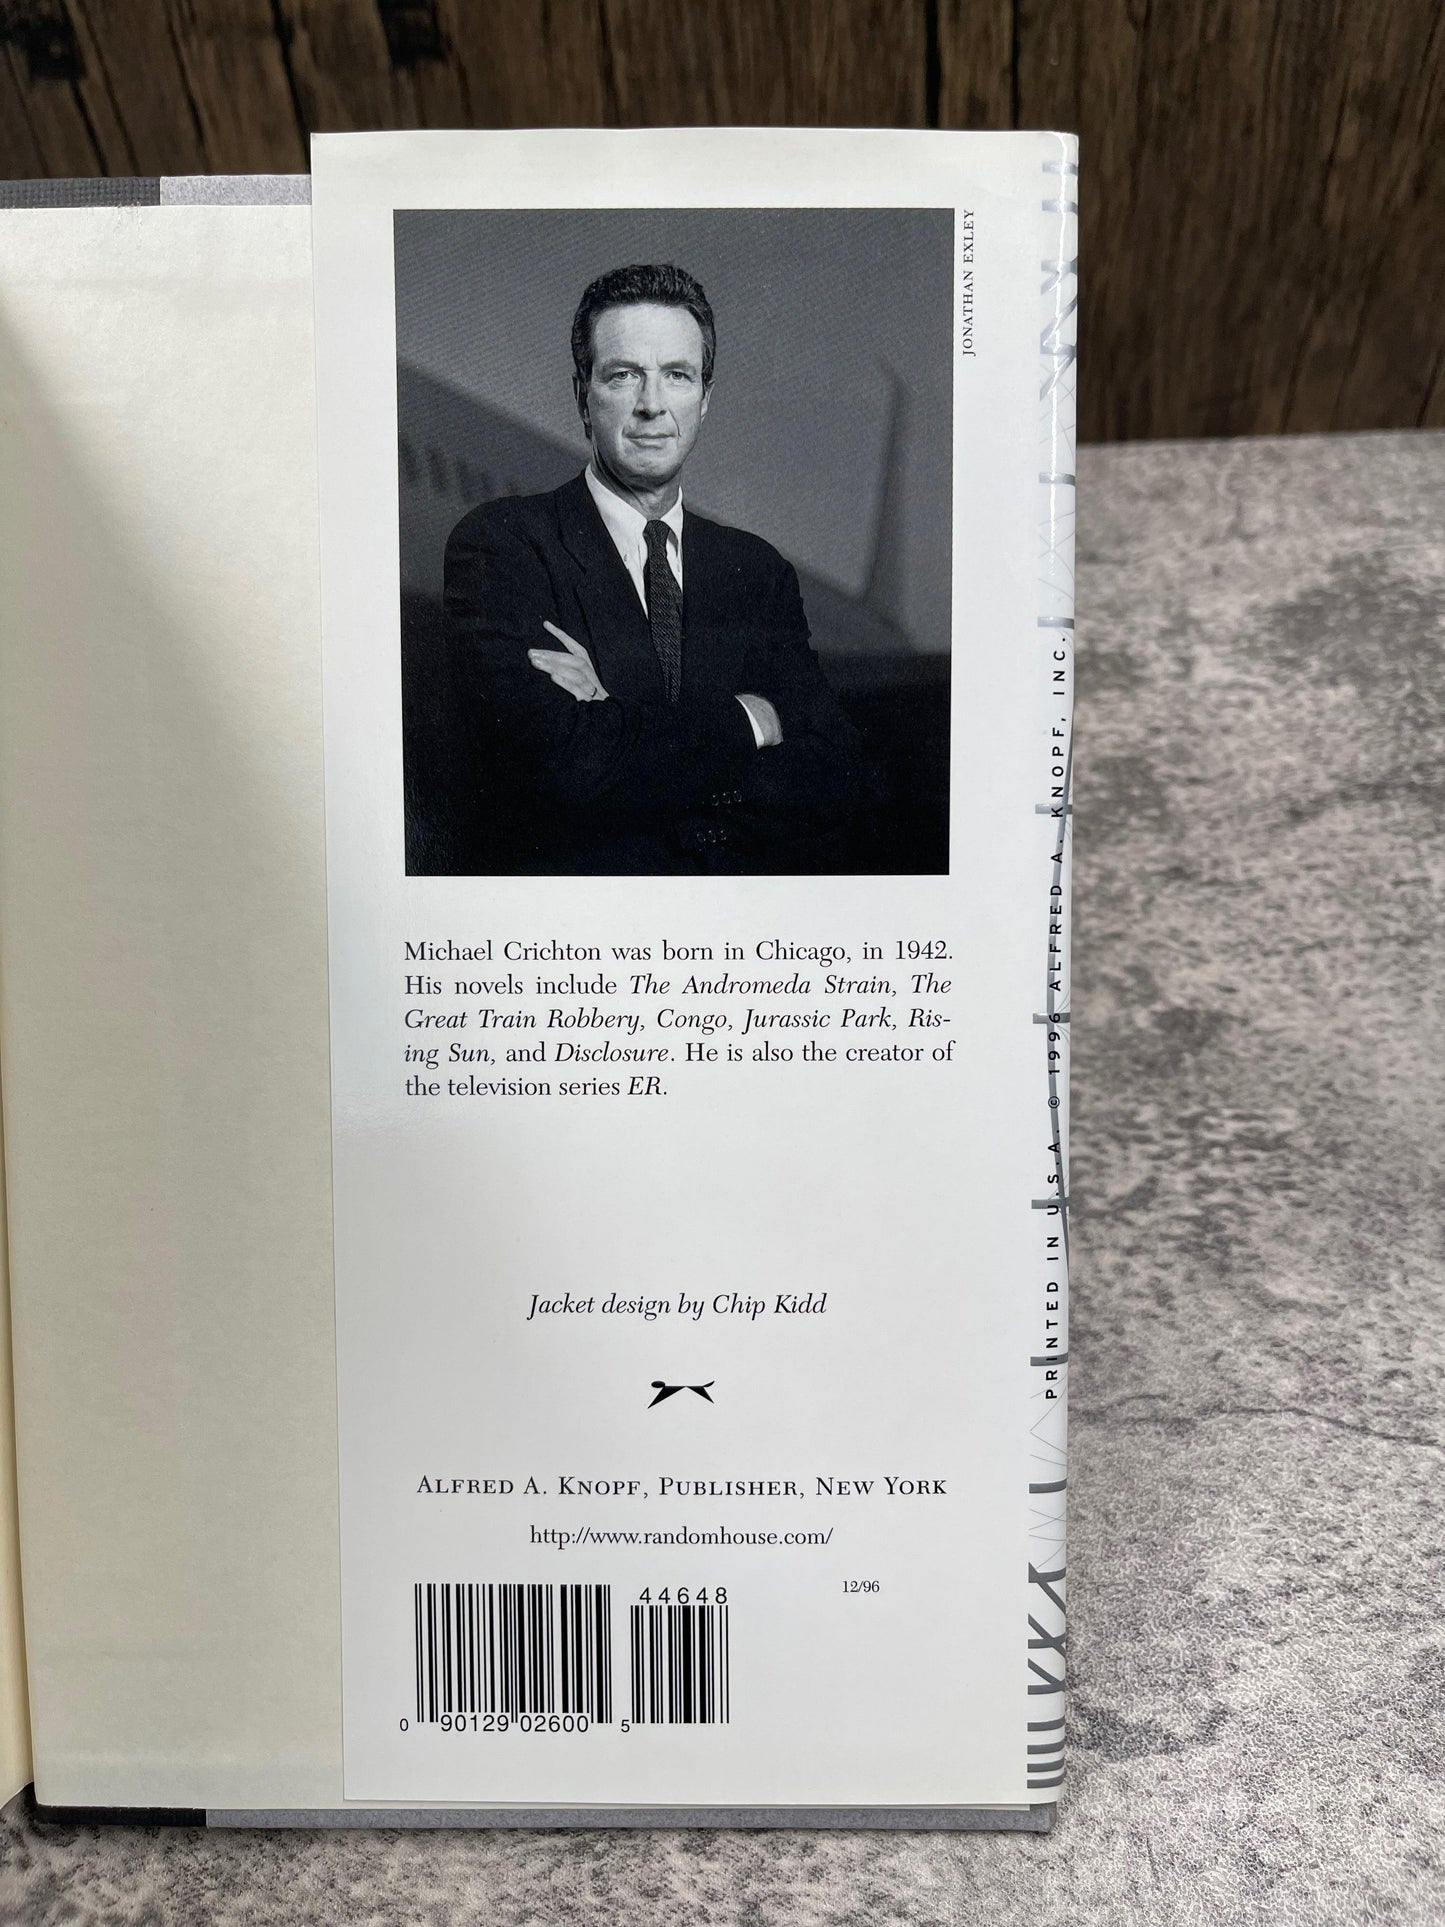 JONATHAN EXLEY
Michael Crichton was born in Chicago, in 1942.
His novels include The Andromeda Strain, The
Great Train Robbery, Congo, Jurassic Park, Ris-
ing Sun, and Disclosure. He is also the creator of
the television series ER.
Jacket design by Chip Kidd
ALFRED A. KNOPF, PUBLISHER, NEW YORK
http://www.randomhouse.com/
12/96
44648
0 90129 02600 5
PRINTED IN U.S.A. © 1996 ALFRED A. KNOPF, INC.